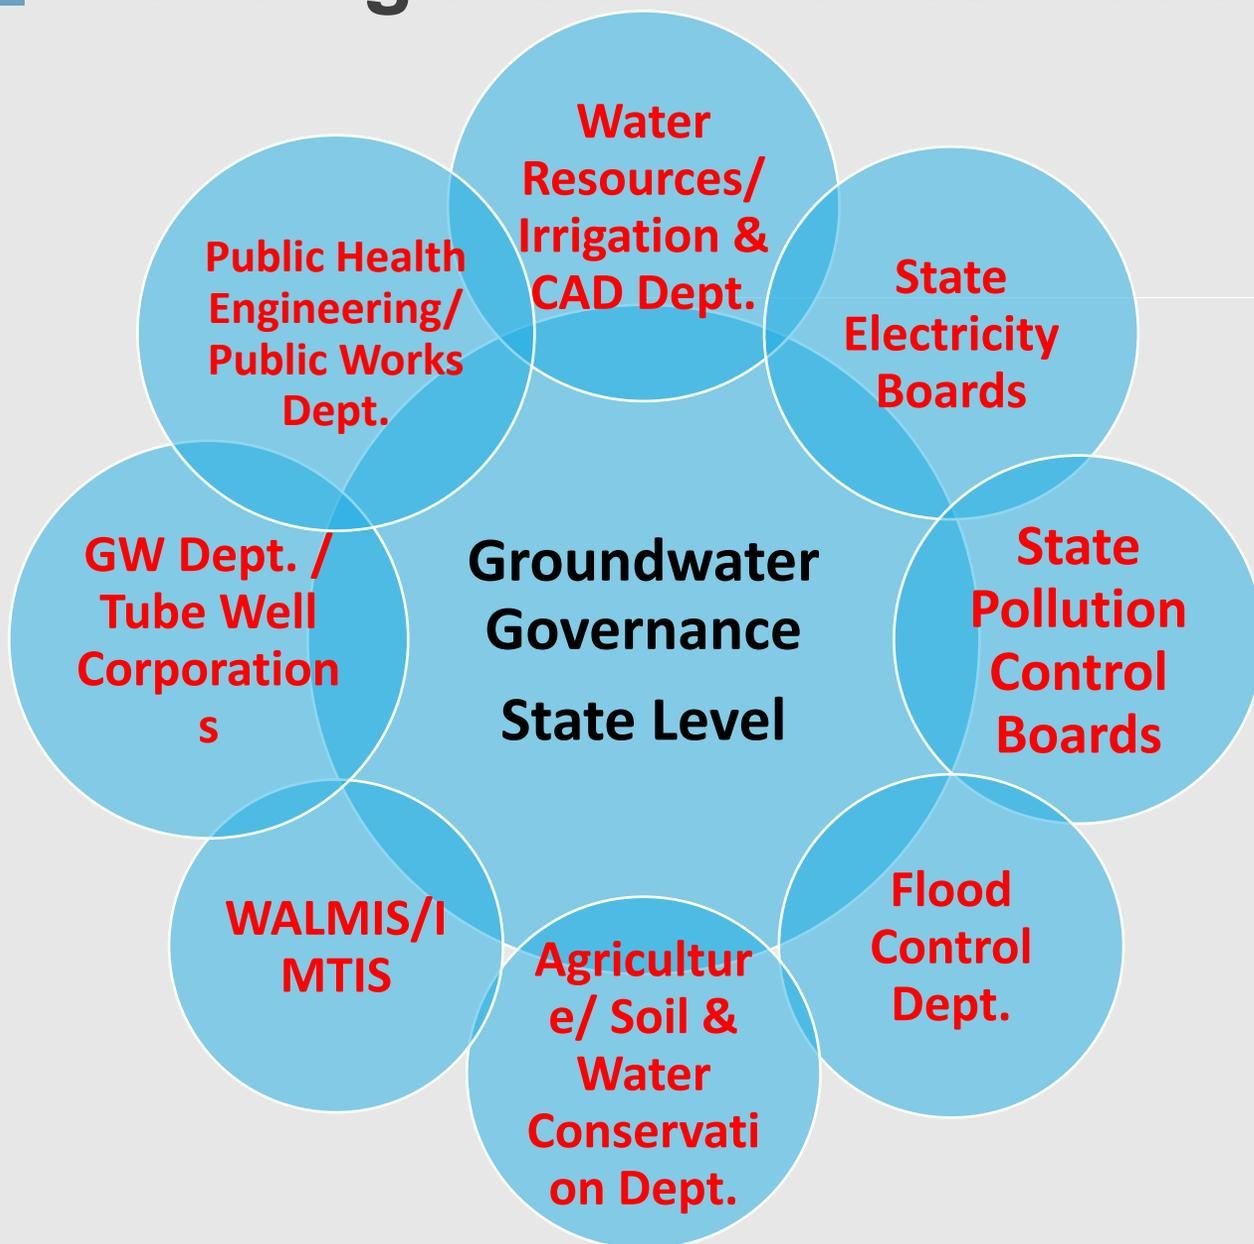 Water
Resources/
Irrigation &
CAD Dept.
State
Electricity
Boards
State
Pollution
Control
Boards
Flood
Control
Dept.
Agricultur
e/ Soil &
Water
Conservati
on Dept.
WALMIS/I
MTIS
GW Dept. /
Tube Well
Corporation
s
Public Health
Engineering/
Public Works
Dept.
Groundwater
Governance
State Level